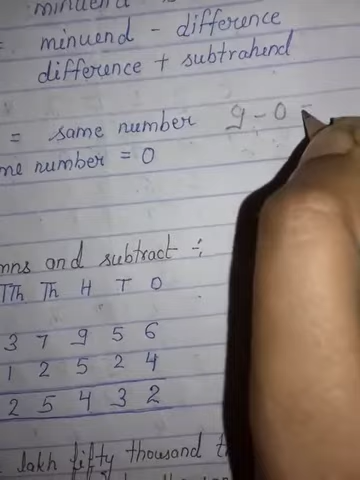 minuend
= minuend - difference
difference + subtrahend
= same number 9 - 0 =
me number = 0
mns and subtract :-
TTh Th H T O
3 7 9 5 6
1 2 5 2 4
2 5 4 3 2
lakh fifty thousand